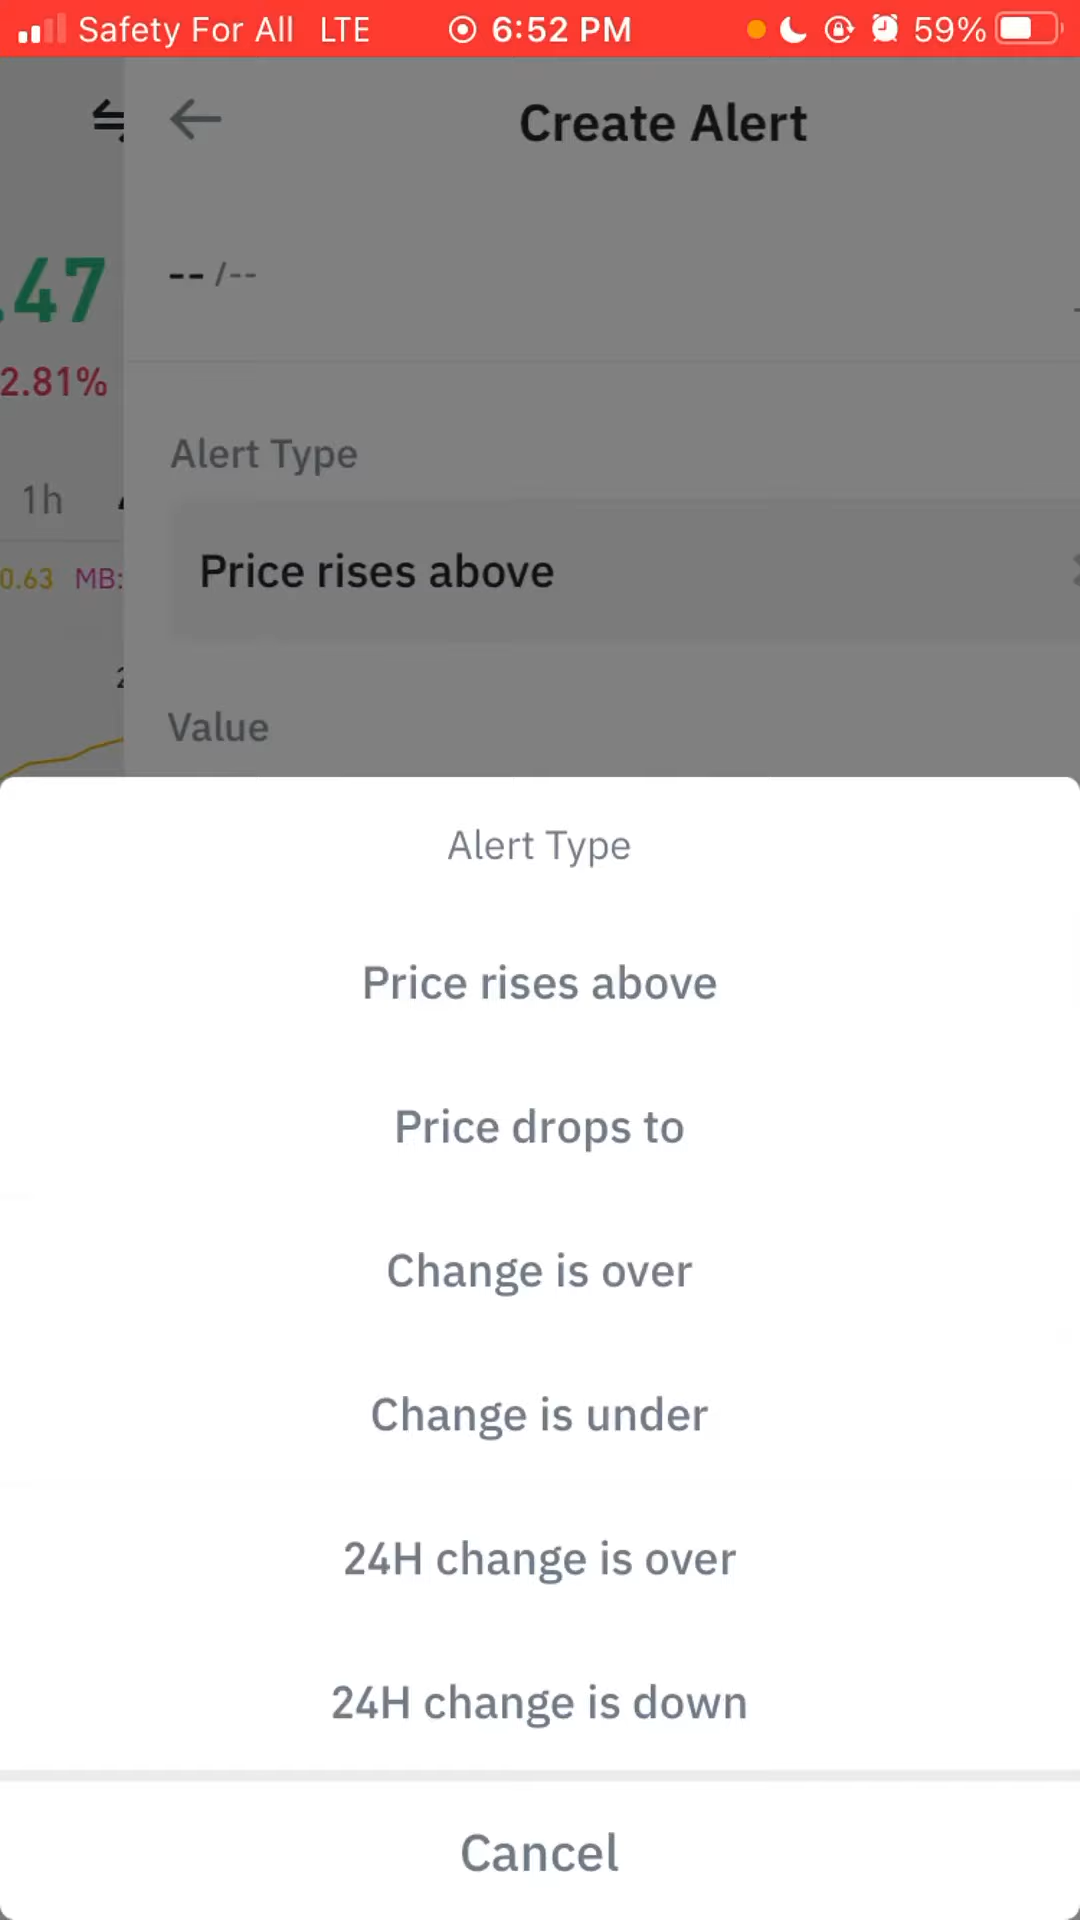 Safety For All LTE 6:52 PM 59%
Create Alert
.47
-- /--
2.81%
Alert Type
1h
Price rises above
0.63 MB:
Value
Alert Type
Price rises above
Price drops to
Change is over
Change is under
24H change is over
24H change is down
Cancel